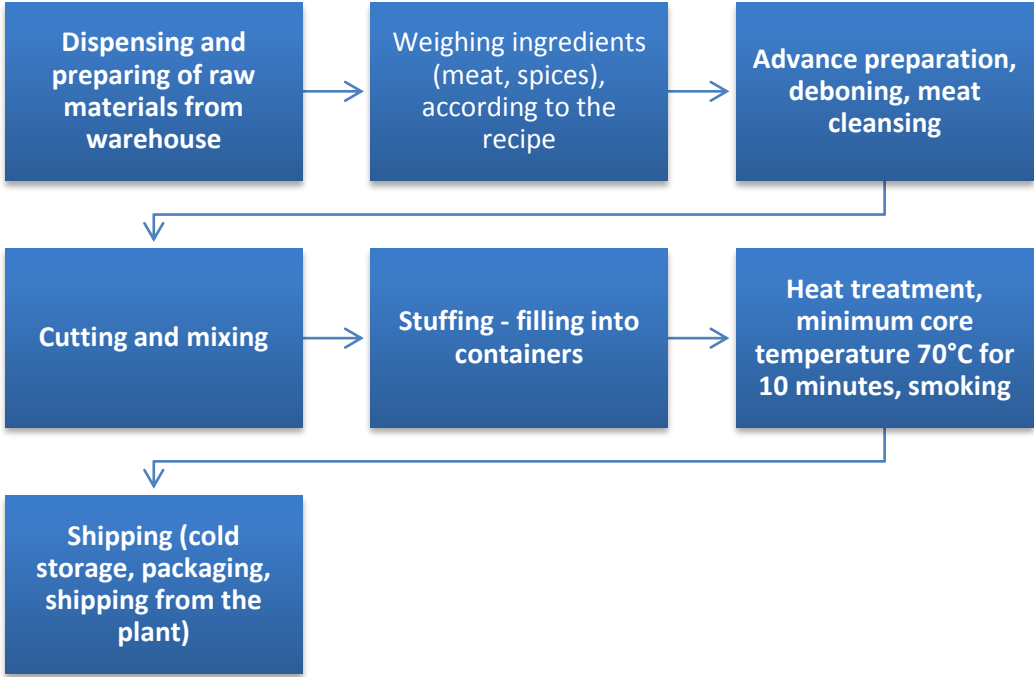 Dispensing and
preparing of raw
materials from
warehouse
Weighing ingredients
(meat, spices),
according to the
recipe
Advance preparation,
deboning, meat
cleansing
Cutting and mixing
Stuffing - filling into
containers
Heat treatment,
minimum core
temperature 70°C for
10 minutes, smoking
Shipping (cold
storage, packaging,
shipping from the
plant)